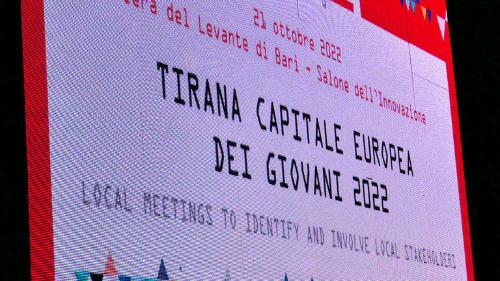 21 ottobre 2022
iera del Levante di Bari - Salone dell'Innovazione
TIRANA CAPITALE EUROPEA
DEI GIOVANI 2022
LOCAL MEETINGS TO IDENTIFY AND INVOLVE LOCAL STAKEHOLDERS